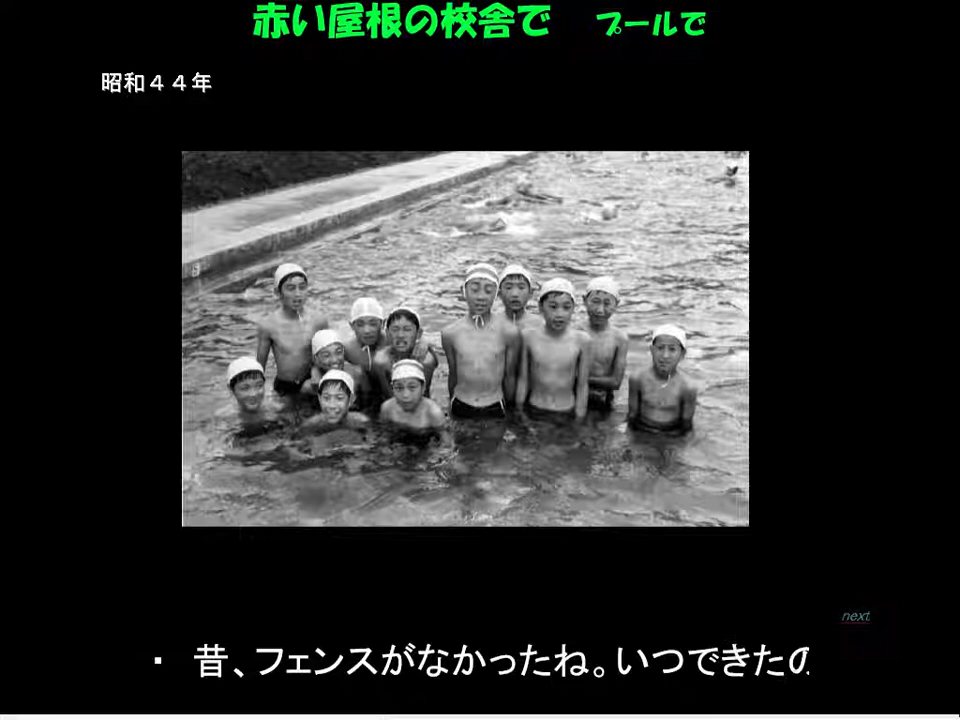 赤い屋根の校舎で　プールで
昭和４４年
next
・ 昔、フェンスがなかったね。いつできたの